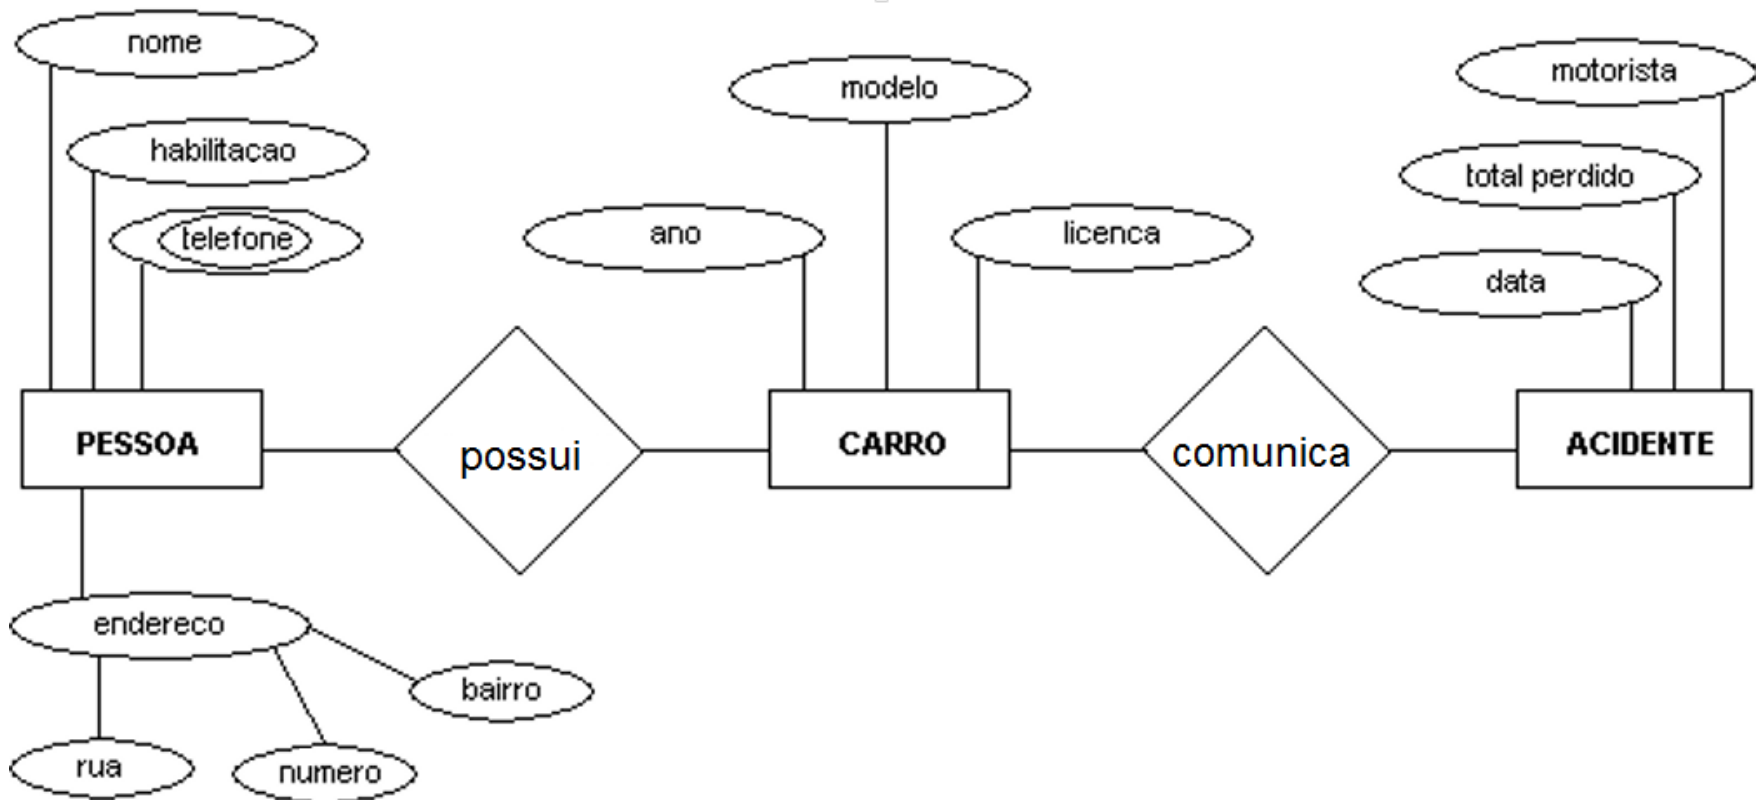 nome
habilitacao
telefone
modelo
ano
licenca
motorista
total perdido
data
PESSOA
possui
CARRO
comunica
ACIDENTE
endereco
bairro
rua
numero